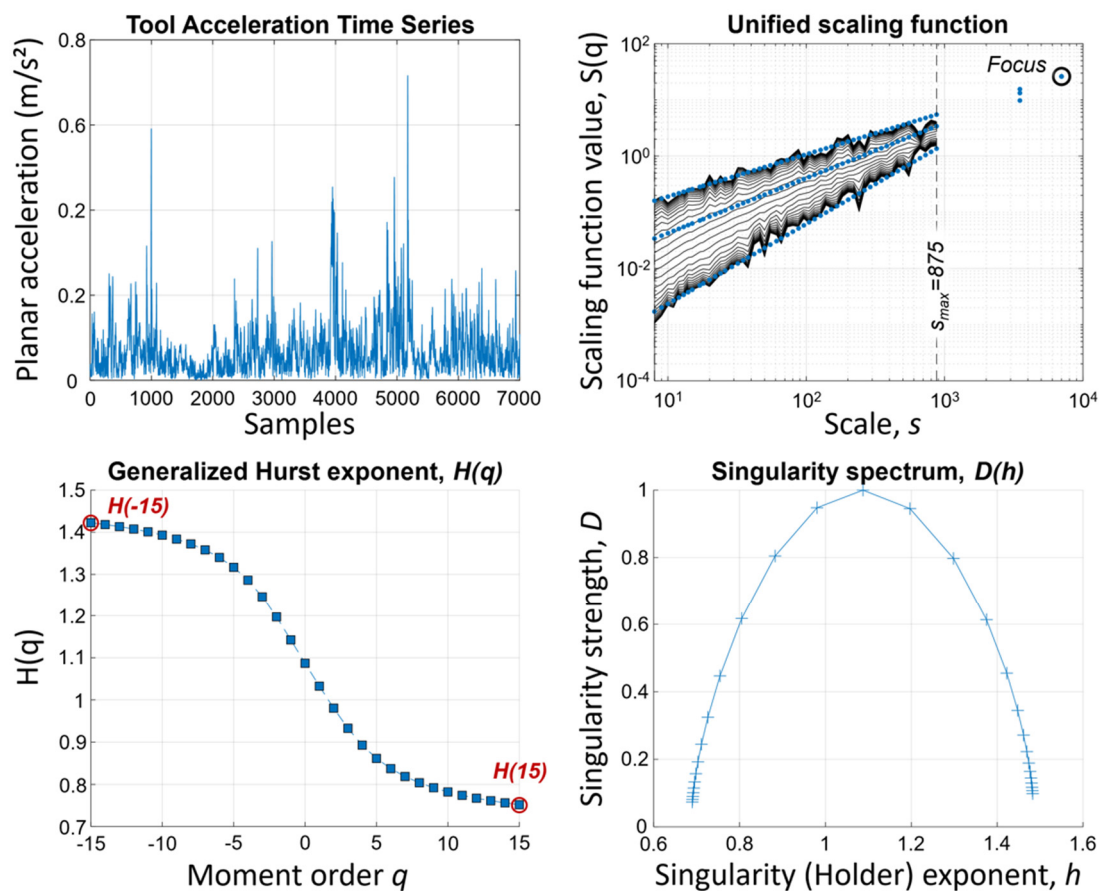 Tool Acceleration Time Series
Planar acceleration (m/s²)
0.8
0.6
0.2
0.2
0
0 1000 2000 3000 4000 5000 6000 7000
Samples
Unified scaling function
Scaling function value, S(q)
10²
10⁰
10⁻²
10⁻⁴
Focus
s_max=875
10¹ 10² 10³ 10⁴
Scale, s
Generalized Hurst exponent, H(q)
H(q)
1.5
1.4
1.3
1.2
1.1
1
0.9
0.8
0.7
H(-15)
H(15)
-15 -10 -5 0 5 10 15
Moment order q
Singularity spectrum, D(h)
Singularity strength, D
1
0.8
0.6
0.4
0.2
0
0.6 0.8 1 1.2 1.4 1.6
Singularity (Holder) exponent, h